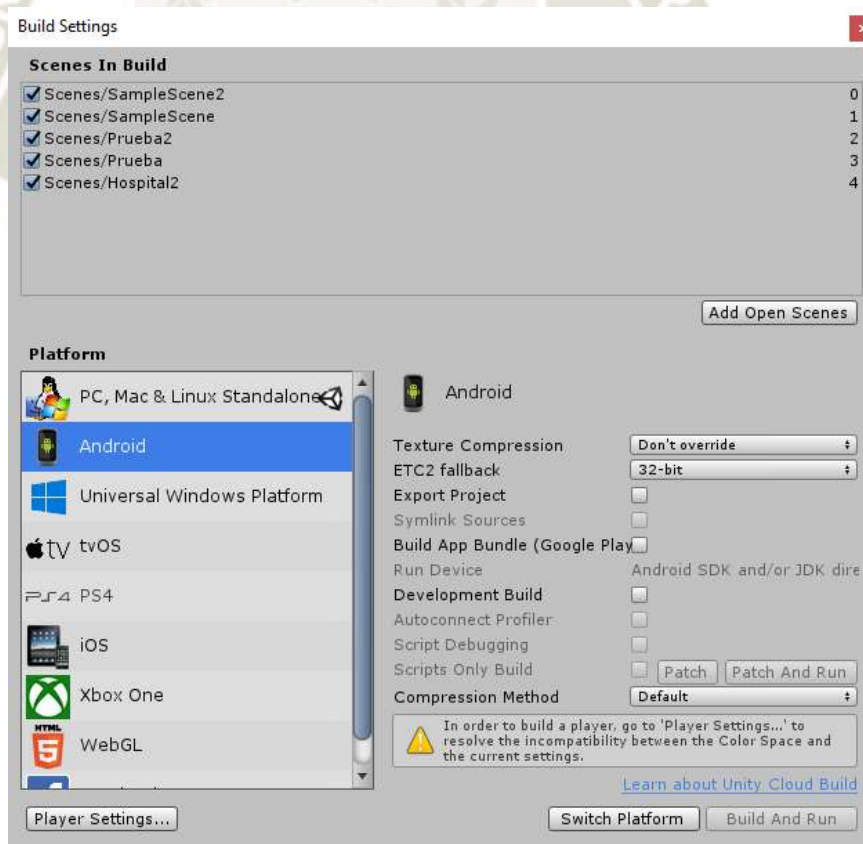 Build Settings
Scenes In Build
Scenes/SampleScene2 0
Scenes/SampleScene 1
Scenes/Prueba2 2
Scenes/Prueba 3
Scenes/Hospital2 4
Add Open Scenes
Platform
PC, Mac & Linux Standalone
Android
Universal Windows Platform
tv tvOS
PS4 PS4
iOS
Xbox One
HTML 5 WebGL
Android
Texture Compression Don't override
ETC2 fallback 32-bit
Export Project
Symlink Sources
Build App Bundle (Google Play
Run Device Android SDK and/or JDK dire
Development Build
Autoconnect Profiler
Script Debugging
Scripts Only Build Patch Patch And Run
Compression Method Default
In order to build a player, go to 'Player Settings...' to
resolve the incompatibility between the Color Space and
the current settings.
Learn about Unity Cloud Build
Player Settings... Switch Platform Build And Run